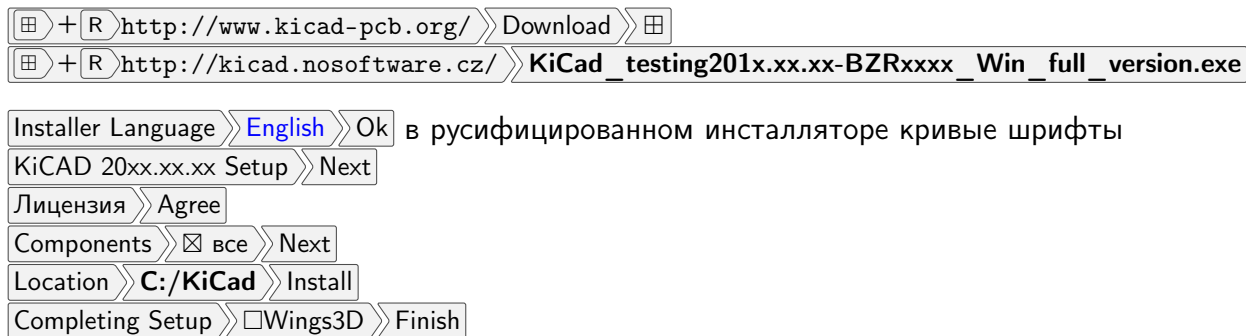 ⊞+R http://www.kicad-pcb.org/ Download ⊞
⊞+R http://kicad.nosoftware.cz/ KiCad_testing201x.xx.xx-BZRxxxx_Win_full_version.exe
Installer Language English Ok в русифицированном инсталляторе кривые шрифты
KiCAD 20xx.xx.xx Setup Next
Лицензия Agree
Components ☒ все Next
Location C:/KiCad Install
Completing Setup ☐Wings3D Finish